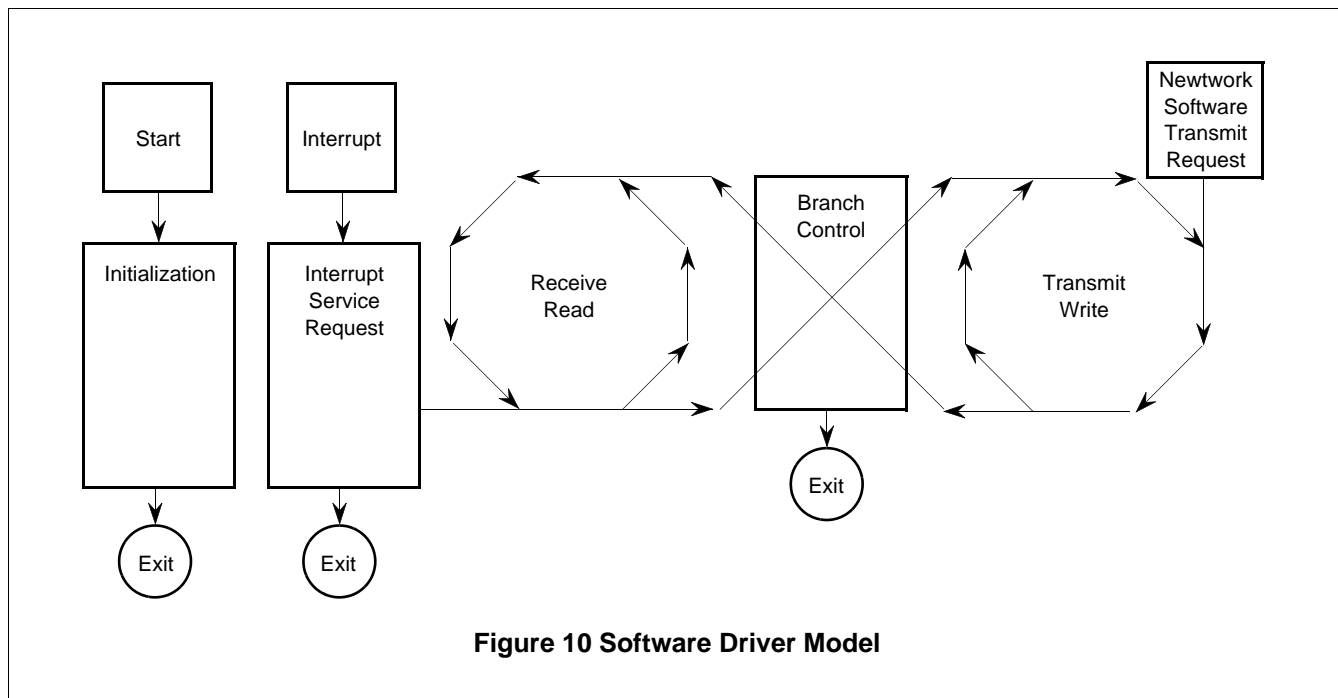 Start
Interrupt
Newtwork
Software
Transmit
Request
Initialization
Interrupt
Service
Request
Receive
Read
Branch
Control
Transmit
Write
Exit
Exit
Exit
Figure 10 Software Driver Model